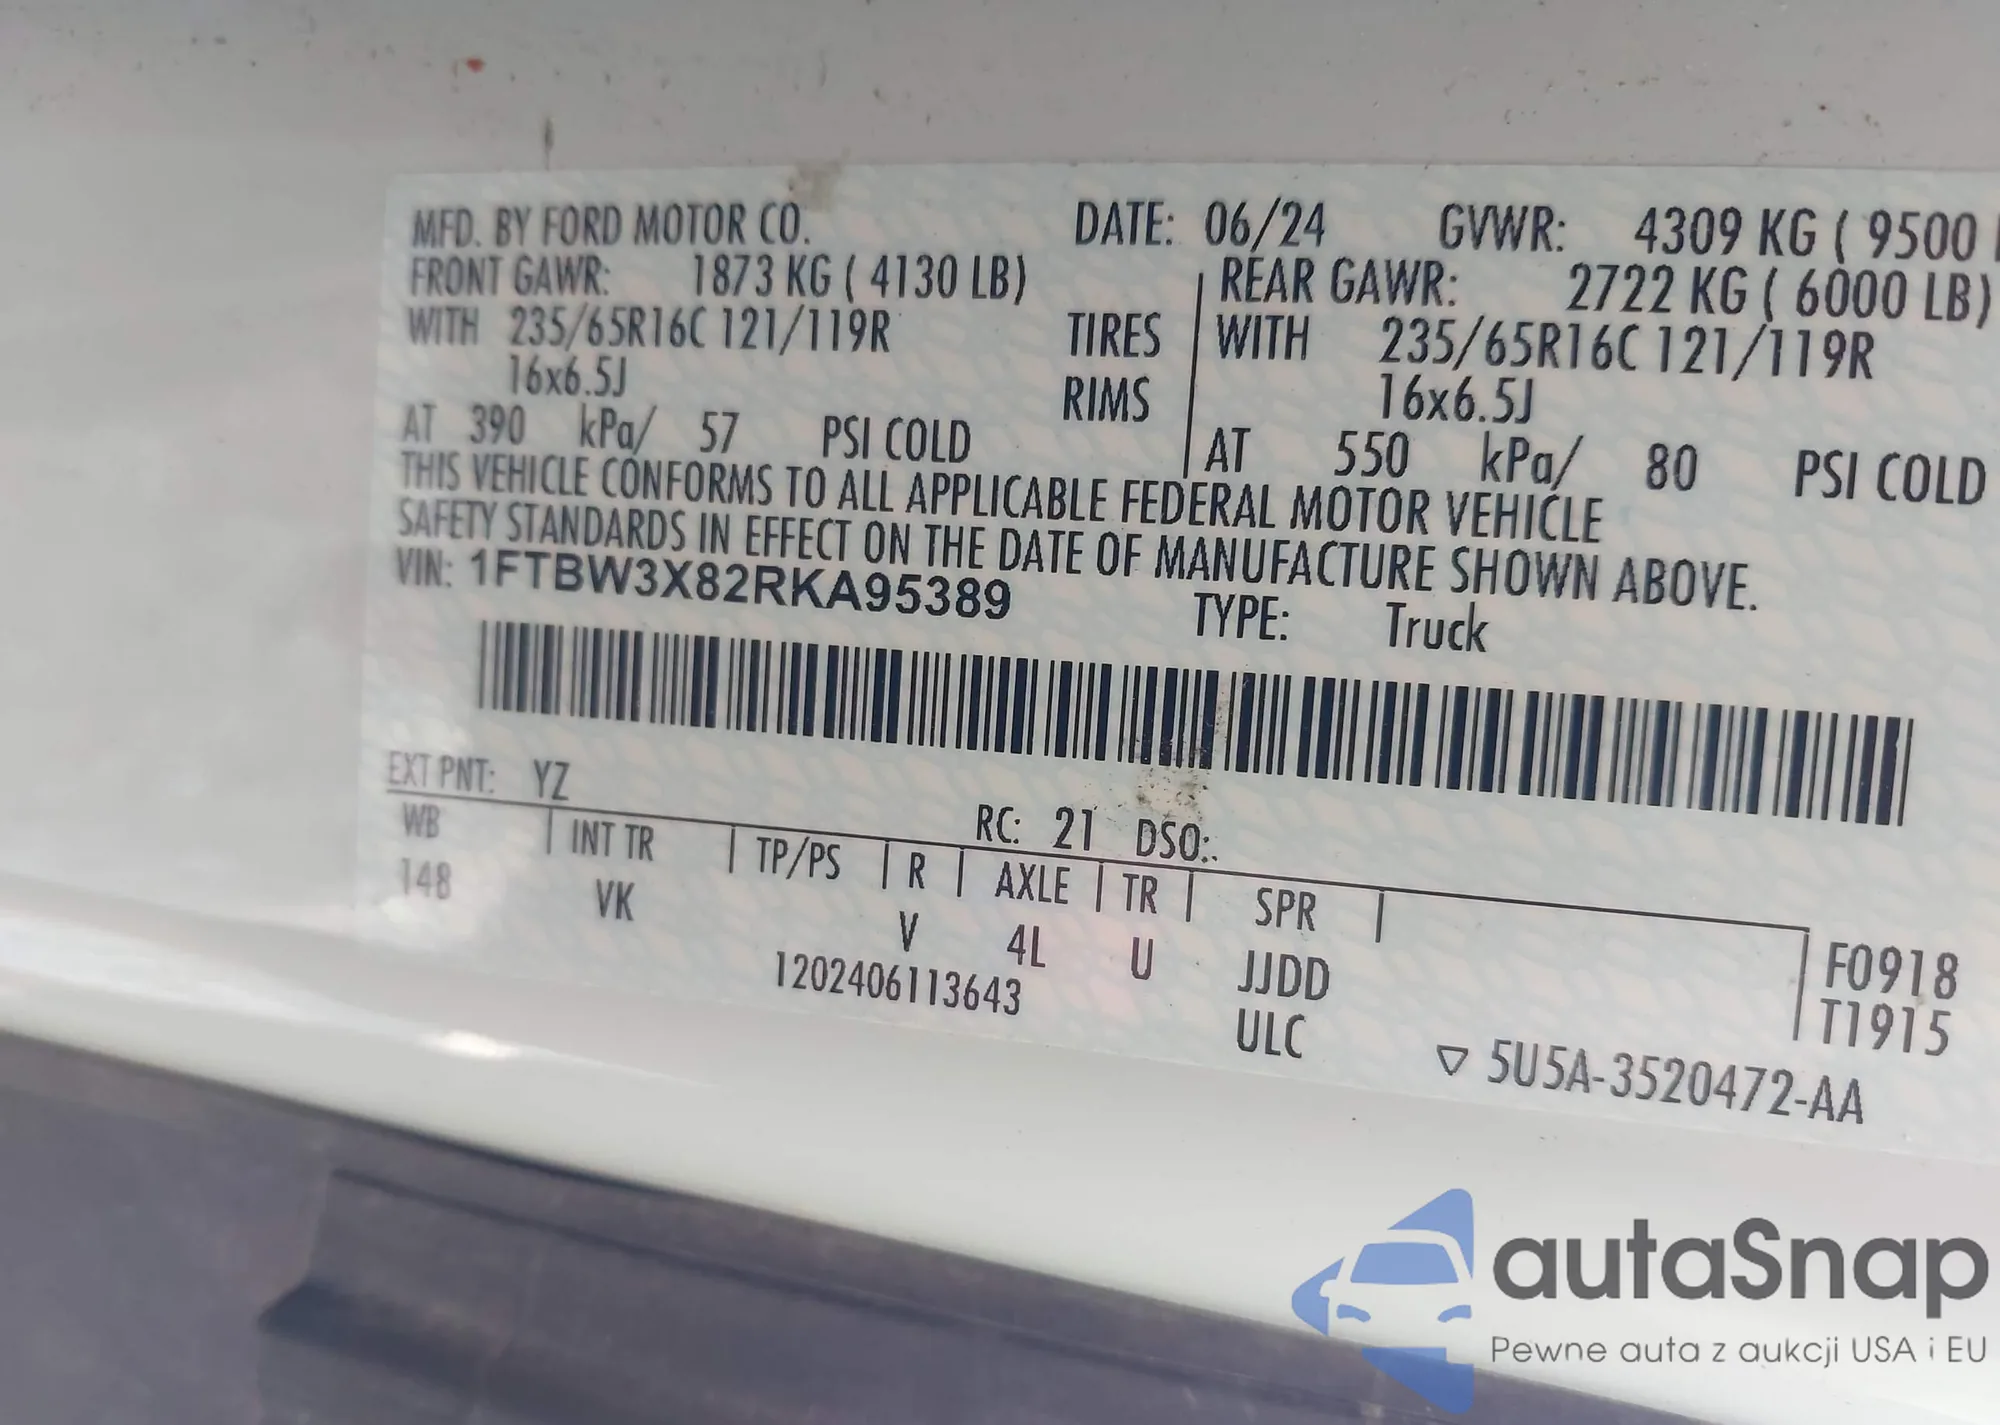 MFD. BY FORD MOTOR CO. DATE: 06/24 GVWR: 4309 KG ( 9500
FRONT GAWR: 1873 KG ( 4130 LB) REAR GAWR: 2722 KG ( 6000 LB)
WITH 235/65R16C 121/119R TIRES WITH 235/65R16C 121/119R
16x6.5J RIMS 16x6.5J
AT 390 kPa/ 57 PSI COLD AT 550 kPa/ 80 PSI COLD
THIS VEHICLE CONFORMS TO ALL APPLICABLE FEDERAL MOTOR VEHICLE
SAFETY STANDARDS IN EFFECT ON THE DATE OF MANUFACTURE SHOWN ABOVE.
VIN: 1FTBW3X82RKA95389 TYPE: Truck
EXT PNT: YZ RC: 21 DSO:
WB INT TR TP/PS R AXLE TR SPR
148 VK V 4L U JJDD F0918
1202406113643 ULC T1915
▽ 5U5A-3520472-AA
autaSnap
Pewne auta z aukcji USA i EU